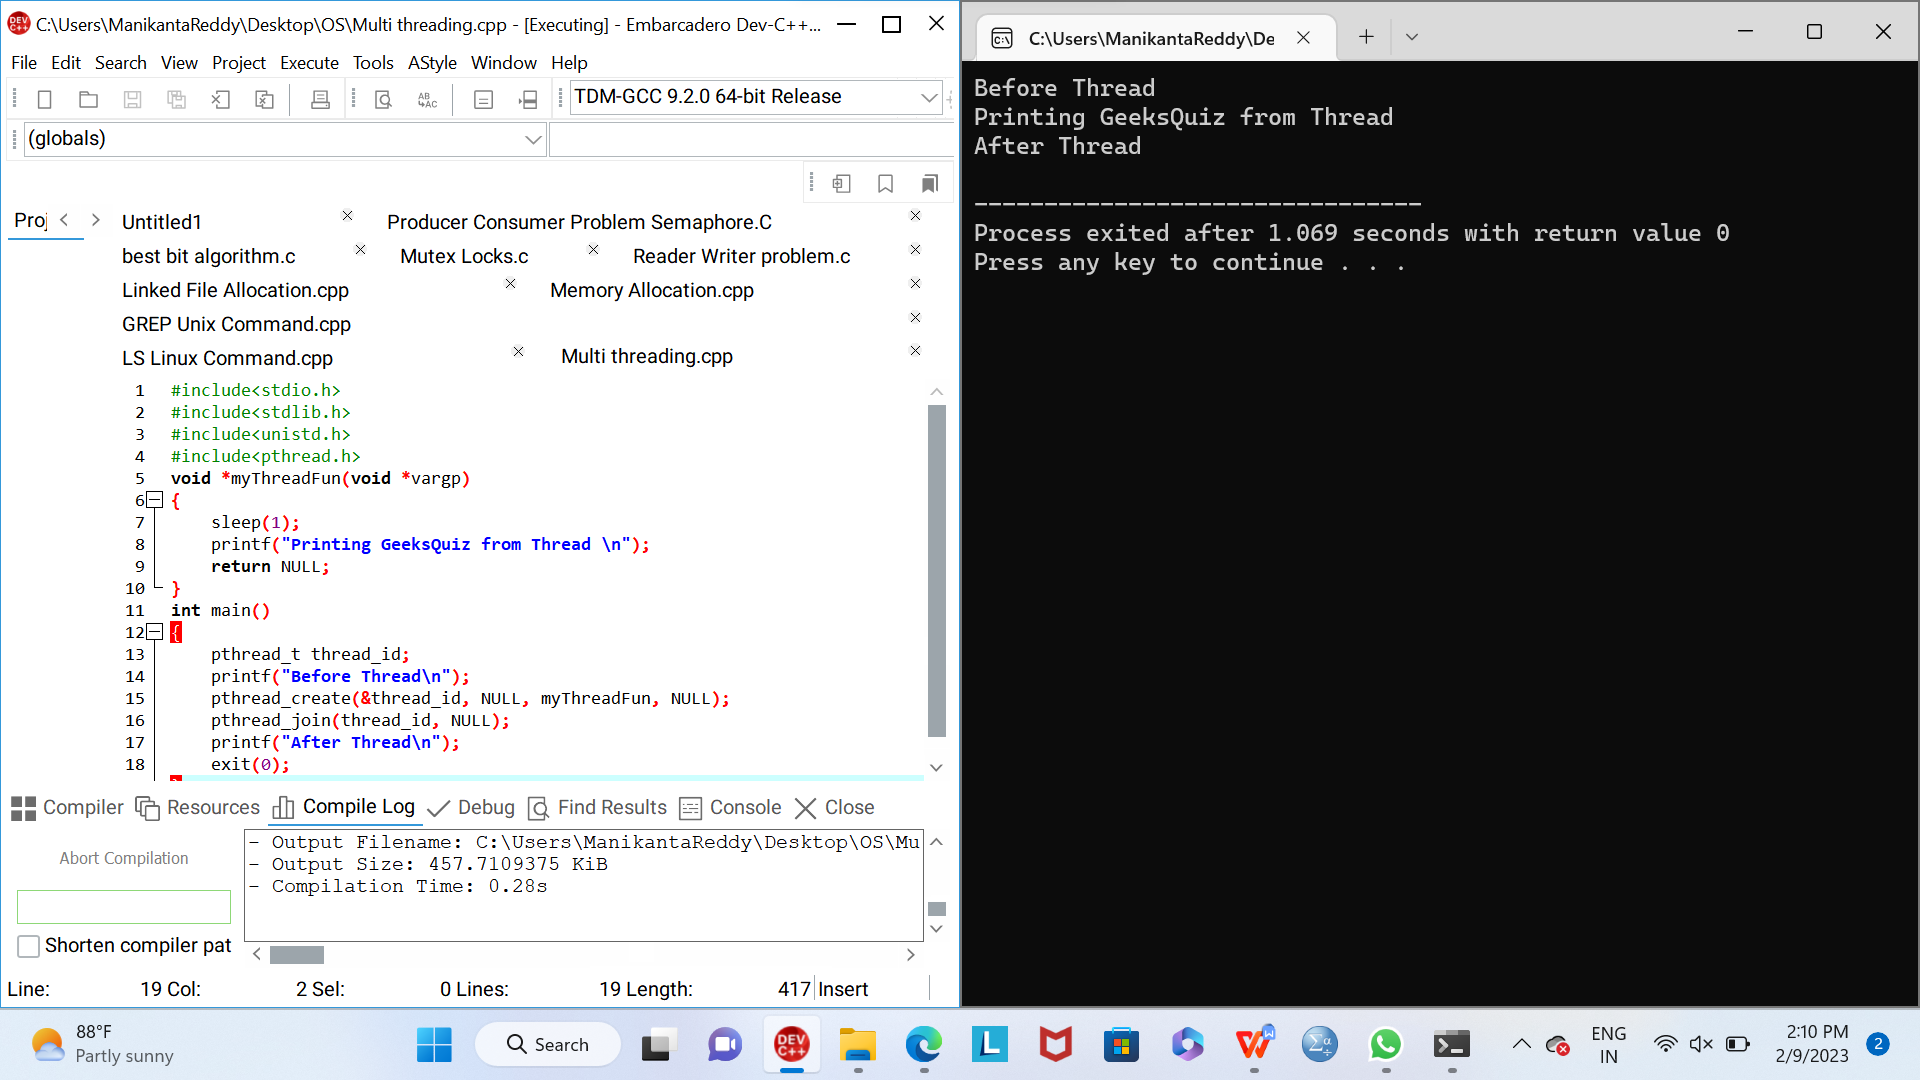 C:\Users\ManikantaReddy\Desktop\OS\Multi threading.cpp - [Executing] - Embarcadero Dev-C++...
File Edit Search View Project Execute Tools AStyle Window Help
TDM-GCC 9.2.0 64-bit Release
(globals)
Proj
Untitled1
Producer Consumer Problem Semaphore.C
best bit algorithm.c
Mutex Locks.c
Reader Writer problem.c
Linked File Allocation.cpp
Memory Allocation.cpp
GREP Unix Command.cpp
LS Linux Command.cpp
Multi threading.cpp
1 #include<stdio.h>
2 #include<stdlib.h>
3 #include<unistd.h>
4 #include<pthread.h>
5 void *myThreadFun(void *vargp)
6 {
7 sleep(1);
8 printf("Printing GeeksQuiz from Thread \n");
9 return NULL;
10 }
11 int main()
12 {
13 pthread_t thread_id;
14 printf("Before Thread\n");
15 pthread_create(&thread_id, NULL, myThreadFun, NULL);
16 pthread_join(thread_id, NULL);
17 printf("After Thread\n");
18 exit(0);
Compiler Resources Compile Log Debug Find Results Console Close
Abort Compilation
Shorten compiler pat
- Output Filename: C:\Users\ManikantaReddy\Desktop\OS\Mu
- Output Size: 457.7109375 KiB
- Compilation Time: 0.28s
Line: 19 Col: 2 Sel: 0 Lines: 19 Length: 417 Insert
C:\Users\ManikantaReddy\De
Before Thread
Printing GeeksQuiz from Thread
After Thread
--------------------------------
Process exited after 1.069 seconds with return value 0
Press any key to continue . . .
88°F
Partly sunny
Search
DEV C++
ENG
IN
2:10 PM
2/9/2023
2